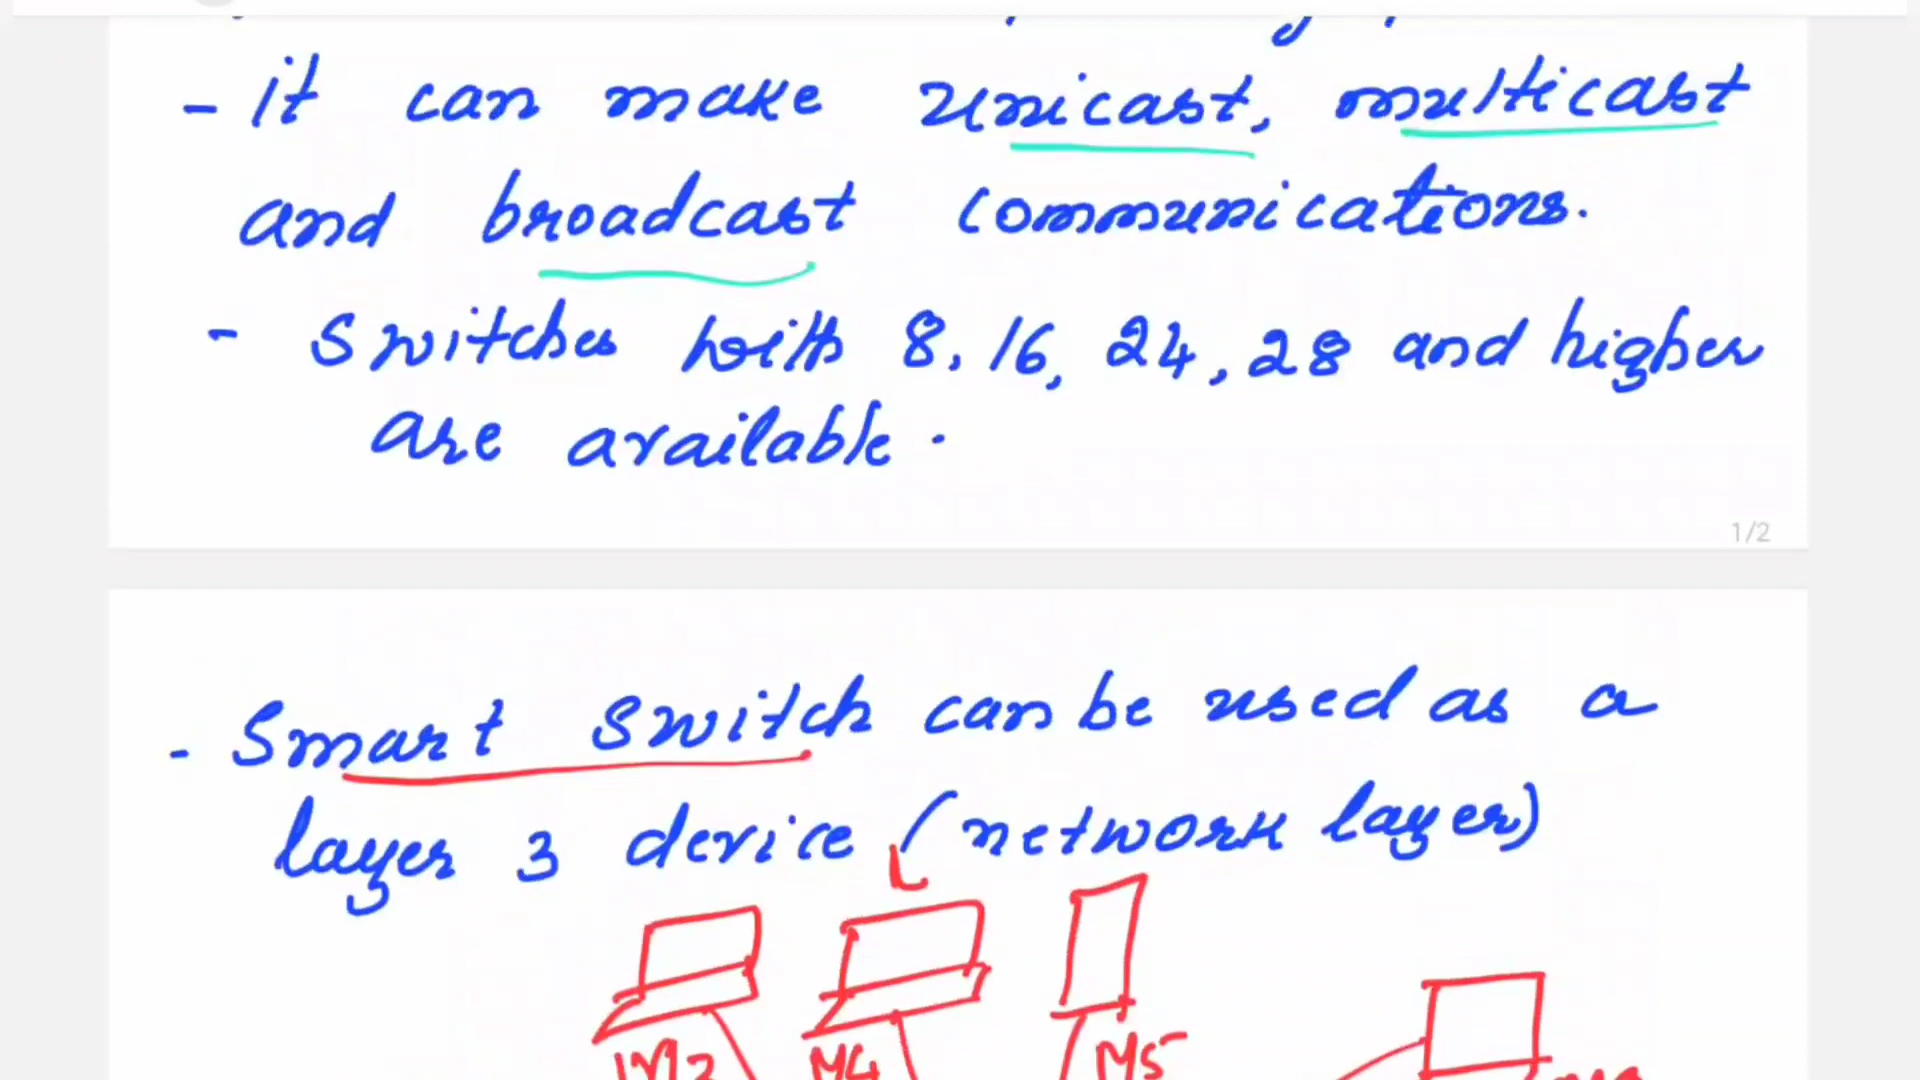 - it can make unicast, multicast
and broadcast communications.
- Switches with 8, 16, 24, 28 and higher
are available.
1/2
- Smart switch can be used as a
layer 3 device (network layer)
M4 M5